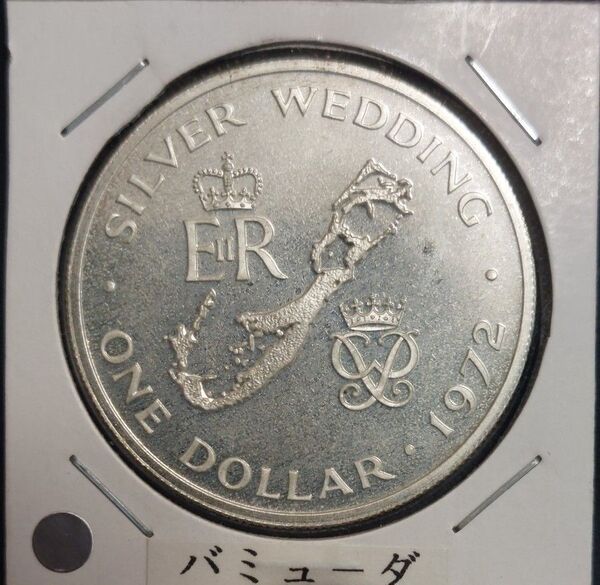 SILVER WEDDING
EIIR
ONE DOLLAR · 1972
バミューダ